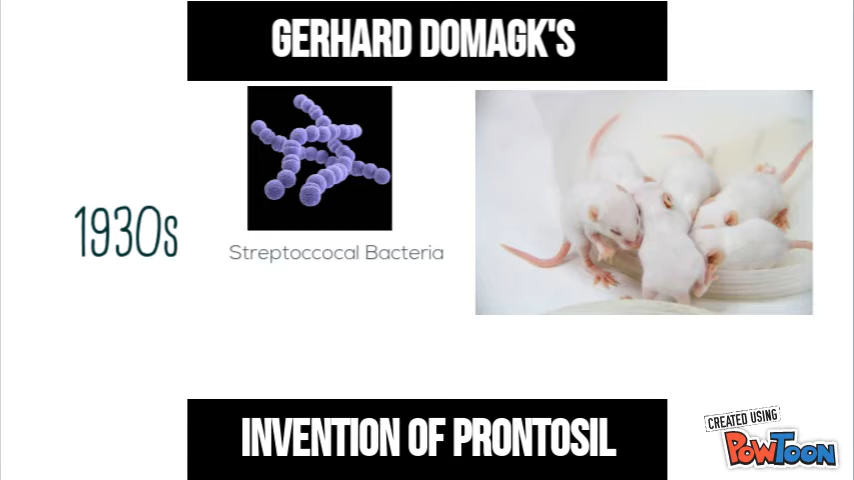 GERHARD DOMAGK'S
1930s
Streptoccocal Bacteria
INVENTION OF PRONTOSIL
CREATED USING
POWTOON